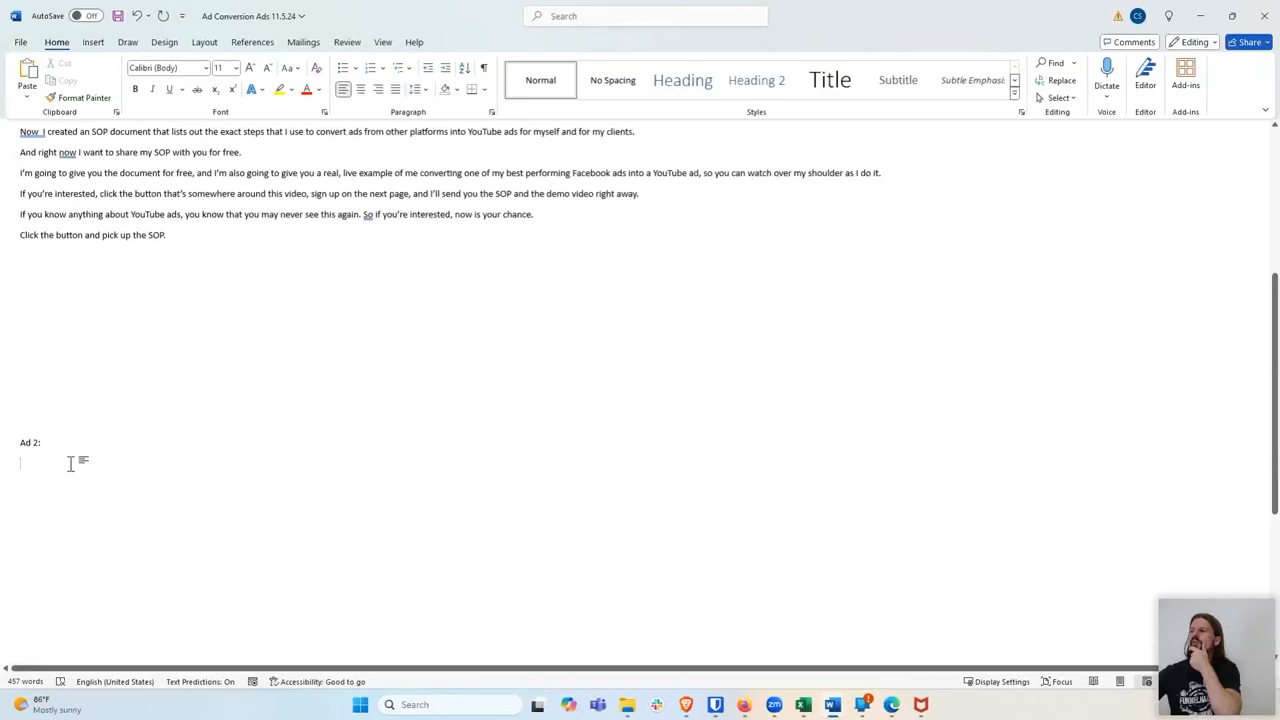 AutoSave Off Ad Conversion Ads 11.5.24 Search CS
File Home Insert Draw Design Layout References Mailings Review View Help Comments Editing Share
Paste Cut Copy Format Painter Calibri (Body) 11 Normal No Spacing Heading Heading 2 Title Subtitle Subtle Emphasi Find Replace Select Dictate Editor Add-ins
Clipboard Font Paragraph Styles Editing Voice Editor Add-ins
Now I created an SOP document that lists out the exact steps that I use to convert ads from other platforms into YouTube ads for myself and for my clients.
And right now I want to share my SOP with you for free.
I'm going to give you the document for free, and I'm also going to give you a real, live example of me converting one of my best performing Facebook ads into a YouTube ad, so you can watch over my shoulder as I do it.
If you're interested, click the button that's somewhere around this video, sign up on the next page, and I'll send you the SOP and the demo video right away.
If you know anything about YouTube ads, you know that you may never see this again. So if you're interested, now is your chance.
Click the button and pick up the SOP.
Ad 2:
457 words English (United States) Text Predictions: On Accessibility: Good to go Display Settings Focus
86°F
Mostly sunny
Search